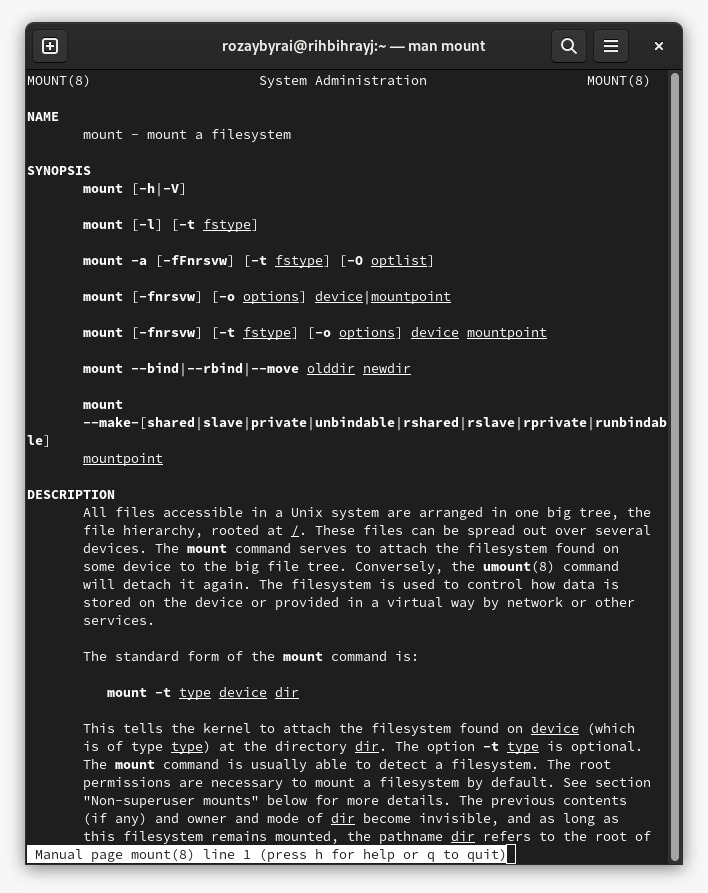 rozaybyrai@rihbihrayj:~ — man mount
MOUNT(8) System Administration MOUNT(8)
NAME
mount - mount a filesystem
SYNOPSIS
mount [-h|-V]
mount [-l] [-t fstype]
mount -a [-fFnrsvw] [-t fstype] [-O optlist]
mount [-fnrsvw] [-o options] device|mountpoint
mount [-fnrsvw] [-t fstype] [-o options] device mountpoint
mount --bind|--rbind|--move olddir newdir
mount
--make-[shared|slave|private|unbindable|rshared|rslave|rprivate|runbindab
le]
mountpoint
DESCRIPTION
All files accessible in a Unix system are arranged in one big tree, the
file hierarchy, rooted at /. These files can be spread out over several
devices. The mount command serves to attach the filesystem found on
some device to the big file tree. Conversely, the umount(8) command
will detach it again. The filesystem is used to control how data is
stored on the device or provided in a virtual way by network or other
services.
The standard form of the mount command is:
mount -t type device dir
This tells the kernel to attach the filesystem found on device (which
is of type type) at the directory dir. The option -t type is optional.
The mount command is usually able to detect a filesystem. The root
permissions are necessary to mount a filesystem by default. See section
"Non-superuser mounts" below for more details. The previous contents
(if any) and owner and mode of dir become invisible, and as long as
this filesystem remains mounted, the pathname dir refers to the root of
Manual page mount(8) line 1 (press h for help or q to quit)